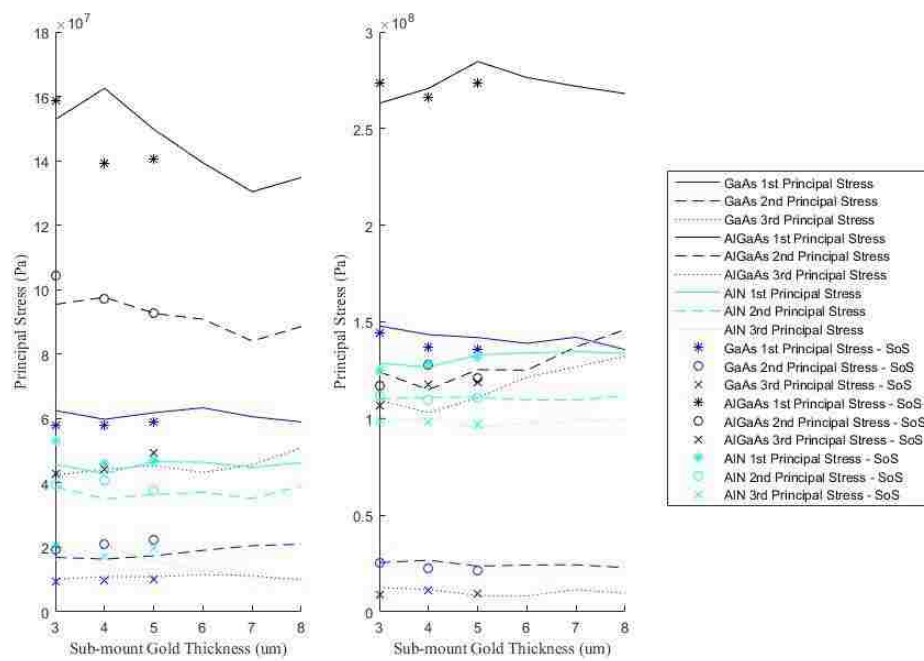 ×10⁷
18
16
14
12
10
8
6
4
2
0
3 4 5 6 7 8
Principal Stress (Pa)
Sub-mount Gold Thickness (um)
×10⁸
3
2.5
2
1.5
1
0.5
0
3 4 5 6 7 8
Principal Stress (Pa)
Sub-mount Gold Thickness (um)
GaAs 1st Principal Stress
GaAs 2nd Principal Stress
GaAs 3rd Principal Stress
AlGaAs 1st Principal Stress
AlGaAs 2nd Principal Stress
AlGaAs 3rd Principal Stress
AlN 1st Principal Stress
AlN 2nd Principal Stress
AlN 3rd Principal Stress
GaAs 1st Principal Stress - SoS
GaAs 2nd Principal Stress - SoS
GaAs 3rd Principal Stress - SoS
AlGaAs 1st Principal Stress - SoS
AlGaAs 2nd Principal Stress - SoS
AlGaAs 3rd Principal Stress - SoS
AlN 1st Principal Stress - SoS
AlN 2nd Principal Stress - SoS
AlN 3rd Principal Stress - SoS